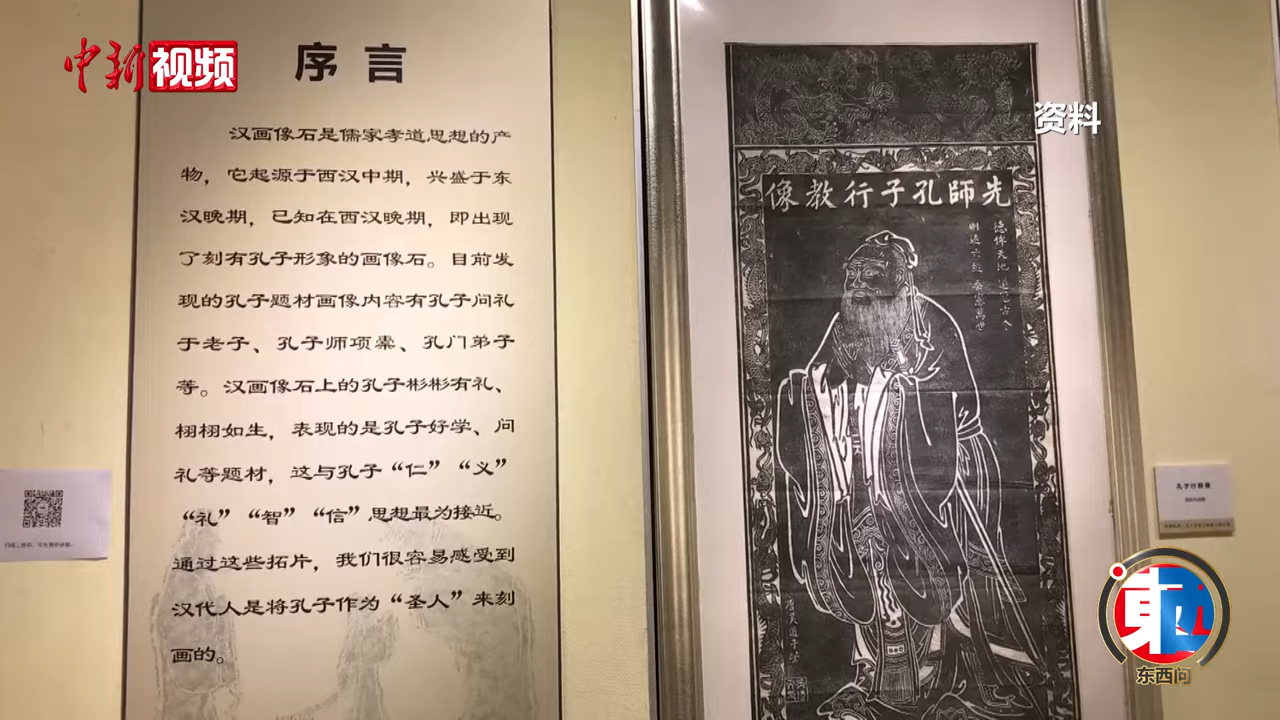 中新视频
序言
汉画像石是儒家孝道思想的产
物，它起源于西汉中期，兴盛于东
汉晚期，已知在西汉晚期，即出现
了刻有孔子形象的画像石。目前发
现的孔子题材画像内容有孔子问礼
于老子、孔子师项橐、孔门弟子
等。汉画像石上的孔子彬彬有礼、
栩栩如生，表现的是孔子好学、问
礼等题材，这与孔子“仁”“义”
“礼”“智”“信”思想最为接近。
通过这些拓片，我们很容易感受到
汉代人是将孔子作为“圣人”来刻
画的。
资料
先師孔子行教像
德侔天地 道冠古今
刪述六經 垂憲萬世
唐吴道子筆
孔子行教像
東西
东西问